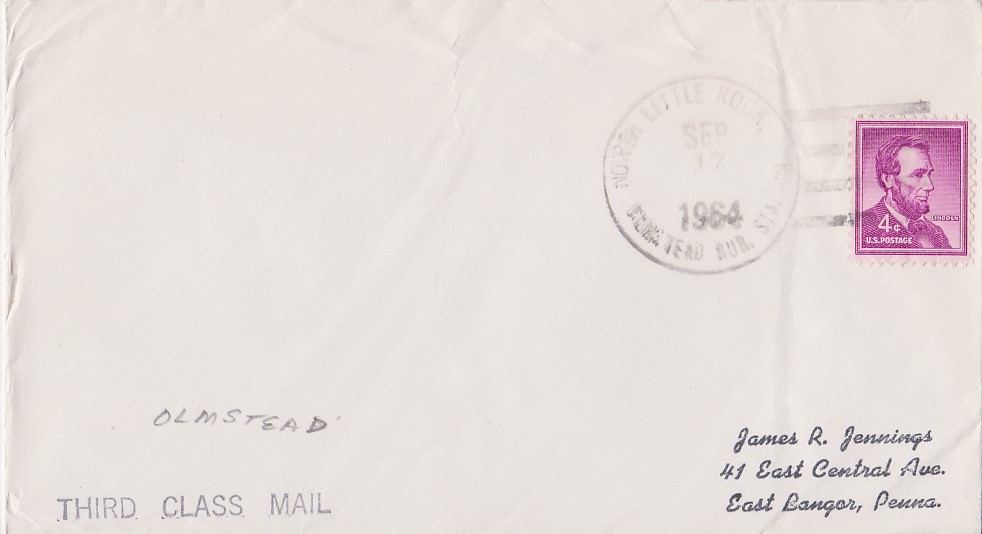 NORTH LITTLE ROCK,
SEP
17
1964
OLMSTEAD RUR. STA.
LINCOLN
4¢
U.S. POSTAGE
OLMSTEAD
James R. Jennings
41 East Central Ave.
East Bangor, Penna.
THIRD CLASS MAIL